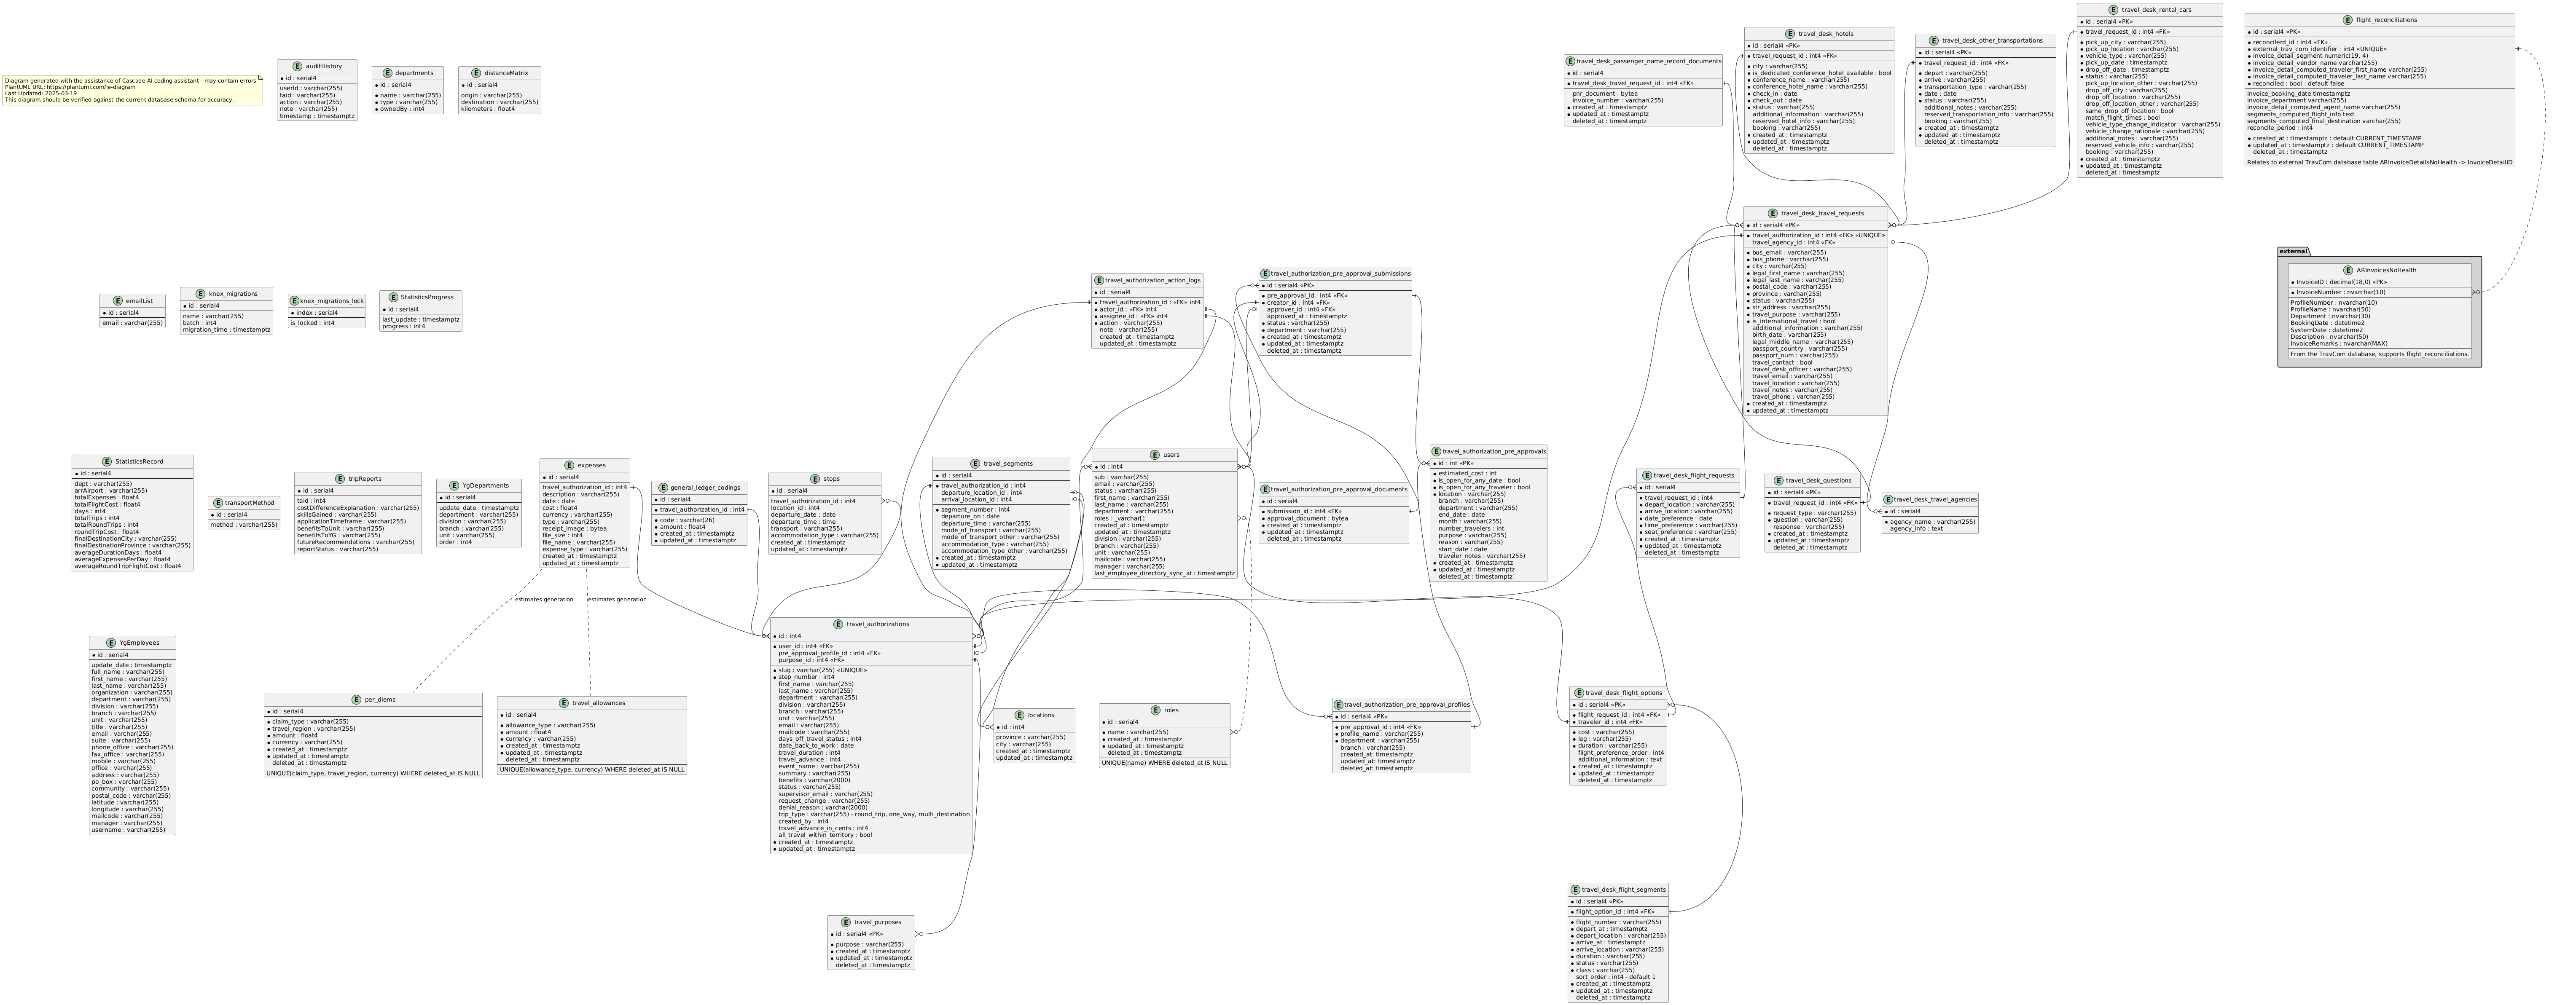 Diagram generated with the assistance of Cascade AI coding assistant - may contain errors
PlantUML URL: https://plantuml.com/ie-diagram
Last Updated: 2025-03-19
This diagram should be verified against the current database schema for accuracy.
E auditHistory
id : serial4
userId : varchar(255)
taid : varchar(255)
action : varchar(255)
note : varchar(255)
timestamp : timestamptz
E departments
id : serial4
name : varchar(255)
type : varchar(255)
ownedBy : int4
E distanceMatrix
id : serial4
origin : varchar(255)
destination : varchar(255)
kilometers : float4
E travel_desk_passenger_name_record_documents
id : serial4
travel_desk_travel_request_id : int4 «FK»
pnr_document : bytea
invoice_number : varchar(255)
created_at : timestamptz
updated_at : timestamptz
deleted_at : timestamptz
E travel_desk_hotels
id : serial4 «PK»
travel_request_id : int4 «FK»
city : varchar(255)
is_dedicated_conference_hotel_available : bool
conference_name : varchar(255)
conference_hotel_name : varchar(255)
check_in : date
check_out : date
status : varchar(255)
additional_information : varchar(255)
reserved_hotel_info : varchar(255)
booking : varchar(255)
created_at : timestamptz
updated_at : timestamptz
deleted_at : timestamptz
E travel_desk_other_transportations
id : serial4 «PK»
travel_request_id : int4 «FK»
depart : varchar(255)
arrive : varchar(255)
transportation_type : varchar(255)
date : date
status : varchar(255)
additional_notes : varchar(255)
reserved_transportation_info : varchar(255)
booking : varchar(255)
created_at : timestamptz
updated_at : timestamptz
deleted_at : timestamptz
E travel_desk_rental_cars
id : serial4 «PK»
travel_request_id : int4 «FK»
pick_up_city : varchar(255)
pick_up_location : varchar(255)
vehicle_type : varchar(255)
pick_up_date : timestamptz
drop_off_date : timestamptz
status : varchar(255)
pick_up_location_other : varchar(255)
drop_off_city : varchar(255)
drop_off_location : varchar(255)
drop_off_location_other : varchar(255)
same_drop_off_location : bool
match_flight_times : bool
vehicle_type_change_indicator : varchar(255)
vehicle_change_rationale : varchar(255)
additional_notes : varchar(255)
reserved_vehicle_info : varchar(255)
booking : varchar(255)
created_at : timestamptz
updated_at : timestamptz
deleted_at : timestamptz
E flight_reconciliations
id : serial4 «PK»
reconcilerd_id : int4 «FK»
external_trav_com_identifier : int4 «UNIQUE»
invoice_detail_segment numeric(19, 4)
invoice_detail_vendor_name varchar(255)
invoice_detail_computed_traveler_first_name varchar(255)
invoice_detail_computed_traveler_last_name varchar(255)
reconciled : bool : default false
invoice_booking_date timestamptz
invoice_department varchar(255)
invoice_detail_computed_agent_name varchar(255)
segments_computed_flight_info text
segments_computed_final_destination varchar(255)
reconcile_period : int4
created_at : timestamptz : default CURRENT_TIMESTAMP
updated_at : timestamptz : default CURRENT_TIMESTAMP
deleted_at : timestamptz
Relates to external TravCom database table ARInvoiceDetailsNoHealth -> InvoiceDetailID
E travel_desk_travel_requests
id : serial4 «PK»
travel_authorization_id : int4 «FK» «UNIQUE»
travel_agency_id : int4 «FK»
bus_email : varchar(255)
bus_phone : varchar(255)
city : varchar(255)
legal_first_name : varchar(255)
legal_last_name : varchar(255)
postal_code : varchar(255)
province : varchar(255)
status : varchar(255)
str_address : varchar(255)
travel_purpose : varchar(255)
is_international_travel : bool
additional_information : varchar(255)
birth_date : varchar(255)
legal_middle_name : varchar(255)
passport_country : varchar(255)
passport_num : varchar(255)
travel_contact : bool
travel_desk_officer : varchar(255)
travel_email : varchar(255)
travel_location : varchar(255)
travel_notes : varchar(255)
travel_phone : varchar(255)
created_at : timestamptz
updated_at : timestamptz
external
E ARInvoicesNoHealth
InvoiceID : decimal(18,0) «PK»
InvoiceNumber : nvarchar(10)
ProfileNumber : nvarchar(10)
ProfileName : nvarchar(50)
Department : nvarchar(30)
BookingDate : datetime2
SystemDate : datetime2
Description : nvarchar(50)
InvoiceRemarks : nvarchar(MAX)
From the TravCom database, supports flight_reconciliations.
E emailList
id : serial4
email : varchar(255)
E knex_migrations
id : serial4
name : varchar(255)
batch : int4
migration_time : timestamptz
E knex_migrations_lock
index : serial4
is_locked : int4
E StatisticsProgress
id : serial4
last_update : timestamptz
progress : int4
E travel_authorization_action_logs
id : serial4
travel_authorization_id : «FK» int4
actor_id : «FK» int4
assignee_id : «FK» int4
action : varchar(255)
note : varchar(255)
created_at : timestamptz
updated_at : timestamptz
E travel_authorization_pre_approval_submissions
id : serial4 «PK»
pre_approval_id : int4 «FK»
creator_id : int4 «FK»
approver_id : int4 «FK»
approved_at : timestamptz
status : varchar(255)
department : varchar(255)
created_at : timestamptz
updated_at : timestamptz
deleted_at : timestamptz
E StatisticsRecord
id : serial4
dept : varchar(255)
arrAirport : varchar(255)
totalExpenses : float4
totalFlightCost : float4
days : int4
totalTrips : int4
totalRoundTrips : int4
roundTripCost : float4
finalDestinationCity : varchar(255)
finalDestinationProvince : varchar(255)
averageDurationDays : float4
averageExpensesPerDay : float4
averageRoundTripFlightCost : float4
E transportMethod
id : serial4
method : varchar(255)
E tripReports
id : serial4
taid : int4
costDifferenceExplanation : varchar(255)
skillsGained : varchar(255)
applicationTimeframe : varchar(255)
benefitsToUnit : varchar(255)
benefitsToYG : varchar(255)
futureRecommendations : varchar(255)
reportStatus : varchar(255)
E YgDepartments
id : serial4
update_date : timestamptz
department : varchar(255)
division : varchar(255)
branch : varchar(255)
unit : varchar(255)
order : int4
E expenses
id : serial4
travel_authorization_id : int4
description : varchar(255)
date : date
cost : float4
currency : varchar(255)
type : varchar(255)
receipt_image : bytea
file_size : int4
file_name : varchar(255)
expense_type : varchar(255)
created_at : timestamptz
updated_at : timestamptz
E general_ledger_codings
id : serial4
travel_authorization_id : int4
code : varchar(26)
amount : float4
created_at : timestamptz
updated_at : timestamptz
E stops
id : serial4
travel_authorization_id : int4
location_id : int4
departure_date : date
departure_time : time
transport : varchar(255)
accommodation_type : varchar(255)
created_at : timestamptz
updated_at : timestamptz
E travel_segments
id : serial4
travel_authorization_id : int4
departure_location_id : int4
arrival_location_id : int4
segment_number : int4
departure_on : date
departure_time : varchar(255)
mode_of_transport : varchar(255)
mode_of_transport_other : varchar(255)
accommodation_type : varchar(255)
accommodation_type_other : varchar(255)
created_at : timestamptz
updated_at : timestamptz
E users
id : int4
sub : varchar(255)
email : varchar(255)
status : varchar(255)
first_name : varchar(255)
last_name : varchar(255)
department : varchar(255)
roles : _varchar[]
created_at : timestamptz
updated_at : timestamptz
division : varchar(255)
branch : varchar(255)
unit : varchar(255)
mailcode : varchar(255)
manager : varchar(255)
last_employee_directory_sync_at : timestamptz
E travel_authorization_pre_approval_documents
id : serial4
submission_id : int4 «FK»
approval_document : bytea
created_at : timestamptz
updated_at : timestamptz
deleted_at : timestamptz
E travel_authorization_pre_approvals
id : int «PK»
estimated_cost : int
is_open_for_any_date : bool
is_open_for_any_traveler : bool
location : varchar(255)
branch : varchar(255)
department : varchar(255)
end_date : date
month : varchar(255)
number_travelers : int
purpose : varchar(255)
reason : varchar(255)
start_date : date
traveler_notes : varchar(255)
created_at : timestamptz
updated_at : timestamptz
deleted_at : timestamptz
E travel_desk_flight_requests
id : serial4
travel_request_id : int4
depart_location : varchar(255)
arrive_location : varchar(255)
date_preference : date
time_preference : varchar(255)
seat_preference : varchar(255)
created_at : timestamptz
updated_at : timestamptz
deleted_at : timestamptz
E travel_desk_questions
id : serial4 «PK»
travel_request_id : int4 «FK»
request_type : varchar(255)
question : varchar(255)
response : varchar(255)
created_at : timestamptz
updated_at : timestamptz
deleted_at : timestamptz
E travel_desk_travel_agencies
id : serial4
agency_name : varchar(255)
agency_info : text
estimates generation
estimates generation
E YgEmployees
id : serial4
update_date : timestamptz
full_name : varchar(255)
first_name : varchar(255)
last_name : varchar(255)
organization : varchar(255)
department : varchar(255)
division : varchar(255)
branch : varchar(255)
unit : varchar(255)
title : varchar(255)
email : varchar(255)
suite : varchar(255)
phone_office : varchar(255)
fax_office : varchar(255)
mobile : varchar(255)
office : varchar(255)
address : varchar(255)
po_box : varchar(255)
community : varchar(255)
postal_code : varchar(255)
latitude : varchar(255)
longitude : varchar(255)
mailcode : varchar(255)
manager : varchar(255)
username : varchar(255)
E per_diems
id : serial4
claim_type : varchar(255)
travel_region : varchar(255)
amount : float4
currency : varchar(255)
created_at : timestamptz
updated_at : timestamptz
deleted_at : timestamptz
UNIQUE(claim_type, travel_region, currency) WHERE deleted_at IS NULL
E travel_allowances
id : serial4
allowance_type : varchar(255)
amount : float4
currency : varchar(255)
created_at : timestamptz
updated_at : timestamptz
deleted_at : timestamptz
UNIQUE(allowance_type, currency) WHERE deleted_at IS NULL
E travel_authorizations
id : int4
user_id : int4 «FK»
pre_approval_profile_id : int4 «FK»
purpose_id : int4 «FK»
slug : varchar(255) «UNIQUE»
step_number : int4
first_name : varchar(255)
last_name : varchar(255)
department : varchar(255)
division : varchar(255)
branch : varchar(255)
unit : varchar(255)
email : varchar(255)
mailcode : varchar(255)
days_off_travel_status : int4
date_back_to_work : date
travel_duration : int4
travel_advance : int4
event_name : varchar(255)
summary : varchar(255)
benefits : varchar(2000)
status : varchar(255)
supervisor_email : varchar(255)
request_change : varchar(255)
denial_reason : varchar(2000)
trip_type : varchar(255) - round_trip, one_way, multi_destination
created_by : int4
travel_advance_in_cents : int4
all_travel_within_territory : bool
created_at : timestamptz
updated_at : timestamptz
E locations
id : int4
province : varchar(255)
city : varchar(255)
created_at : timestamptz
updated_at : timestamptz
E roles
id : serial4
name : varchar(255)
created_at : timestamptz
updated_at : timestamptz
deleted_at : timestamptz
UNIQUE(name) WHERE deleted_at IS NULL
E travel_authorization_pre_approval_profiles
id : serial4 «PK»
pre_approval_id : int4 «FK»
profile_name : varchar(255)
department : varchar(255)
branch : varchar(255)
created_at: timestamptz
updated_at: timestamptz
deleted_at: timestamptz
E travel_desk_flight_options
id : serial4 «PK»
flight_request_id : int4 «FK»
traveler_id : int4 «FK»
cost : varchar(255)
leg : varchar(255)
duration : varchar(255)
flight_preference_order : int4
additional_information : text
created_at : timestamptz
updated_at : timestamptz
deleted_at : timestamptz
E travel_purposes
id : serial4 «PK»
purpose : varchar(255)
created_at : timestamptz
updated_at : timestamptz
deleted_at : timestamptz
E travel_desk_flight_segments
id : serial4 «PK»
flight_option_id : int4 «FK»
flight_number : varchar(255)
depart_at : timestamptz
depart_location : varchar(255)
arrive_at : timestamptz
arrive_location : varchar(255)
duration : varchar(255)
status : varchar(255)
class : varchar(255)
sort_order : int4 - default 1
created_at : timestamptz
updated_at : timestamptz
deleted_at : timestamptz